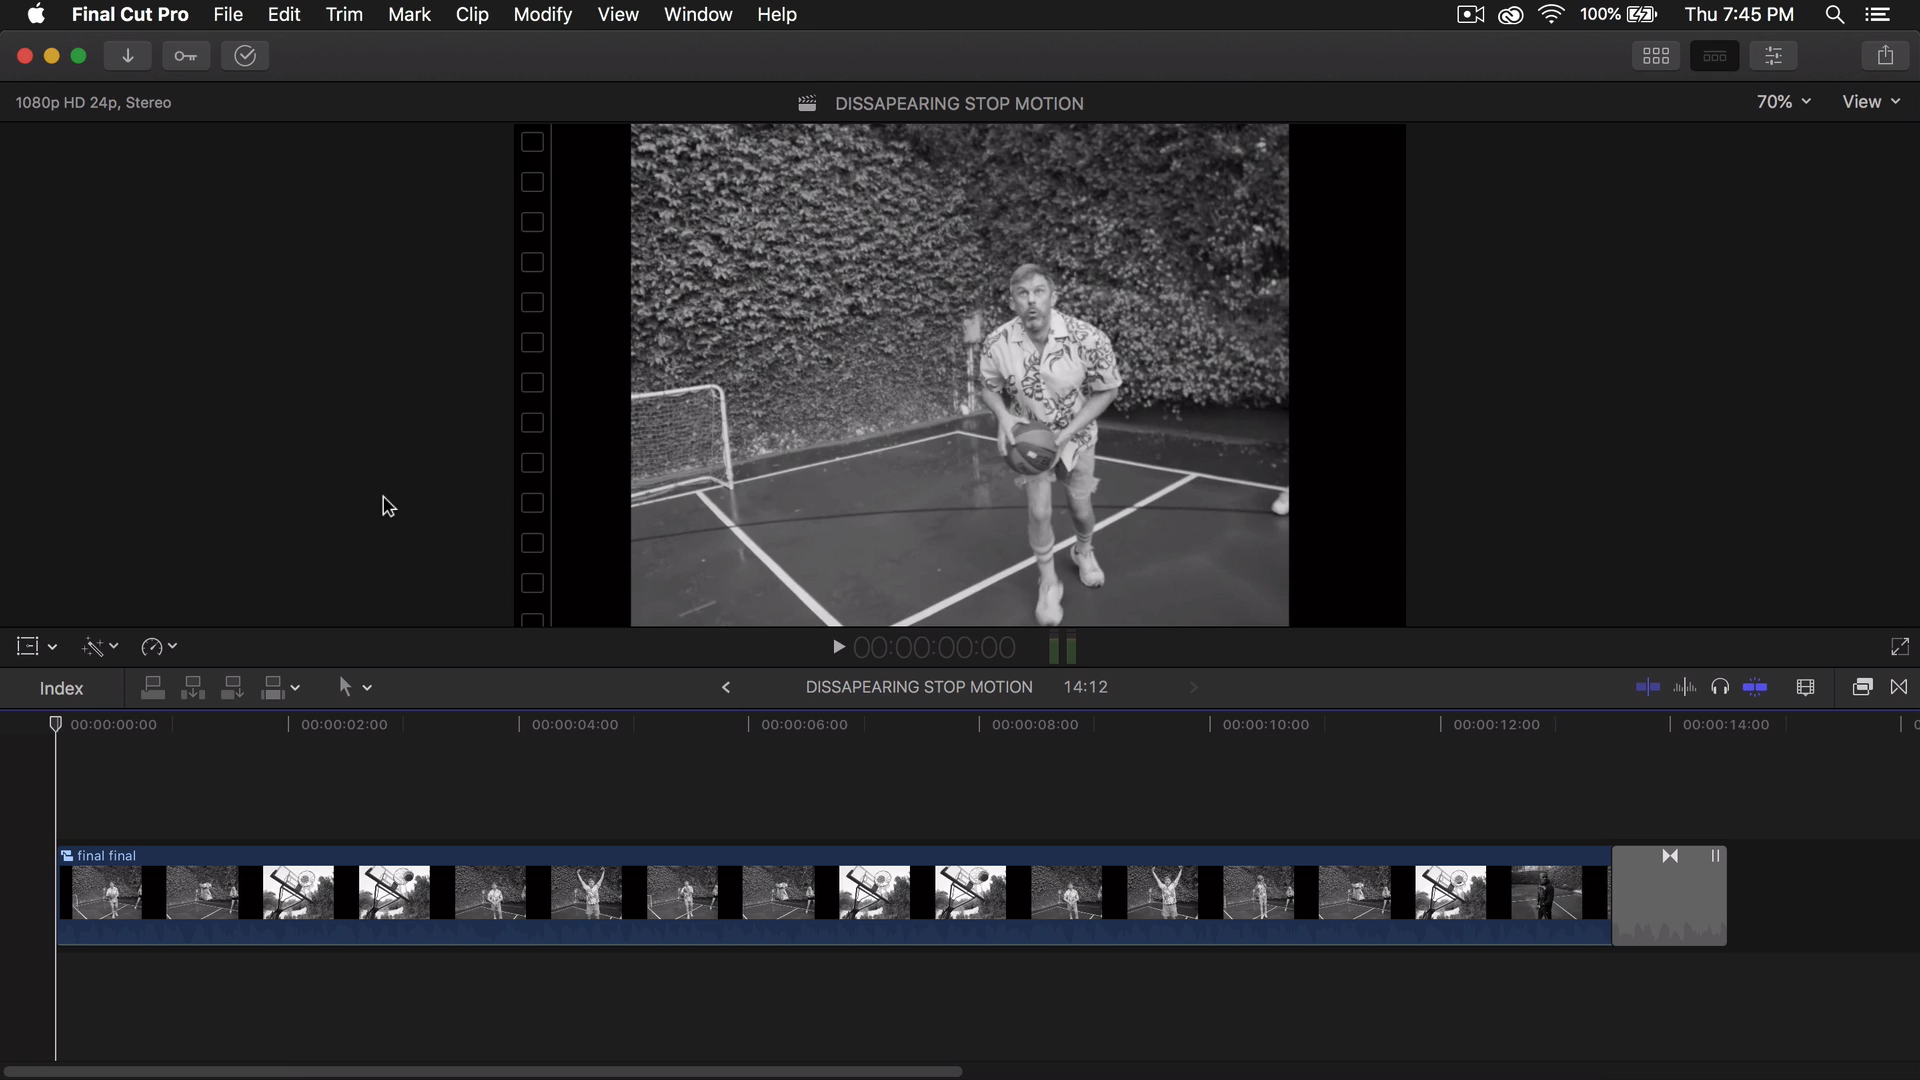 Final Cut Pro File Edit Trim Mark Clip Modify View Window Help 100% Thu 7:45 PM
1080p HD 24p, Stereo DISSAPEARING STOP MOTION 70% View
00:00:00:00
Index DISSAPEARING STOP MOTION 14:12
00:00:00:00 00:00:02:00 00:00:04:00 00:00:06:00 00:00:08:00 00:00:10:00 00:00:12:00 00:00:14:00
final final